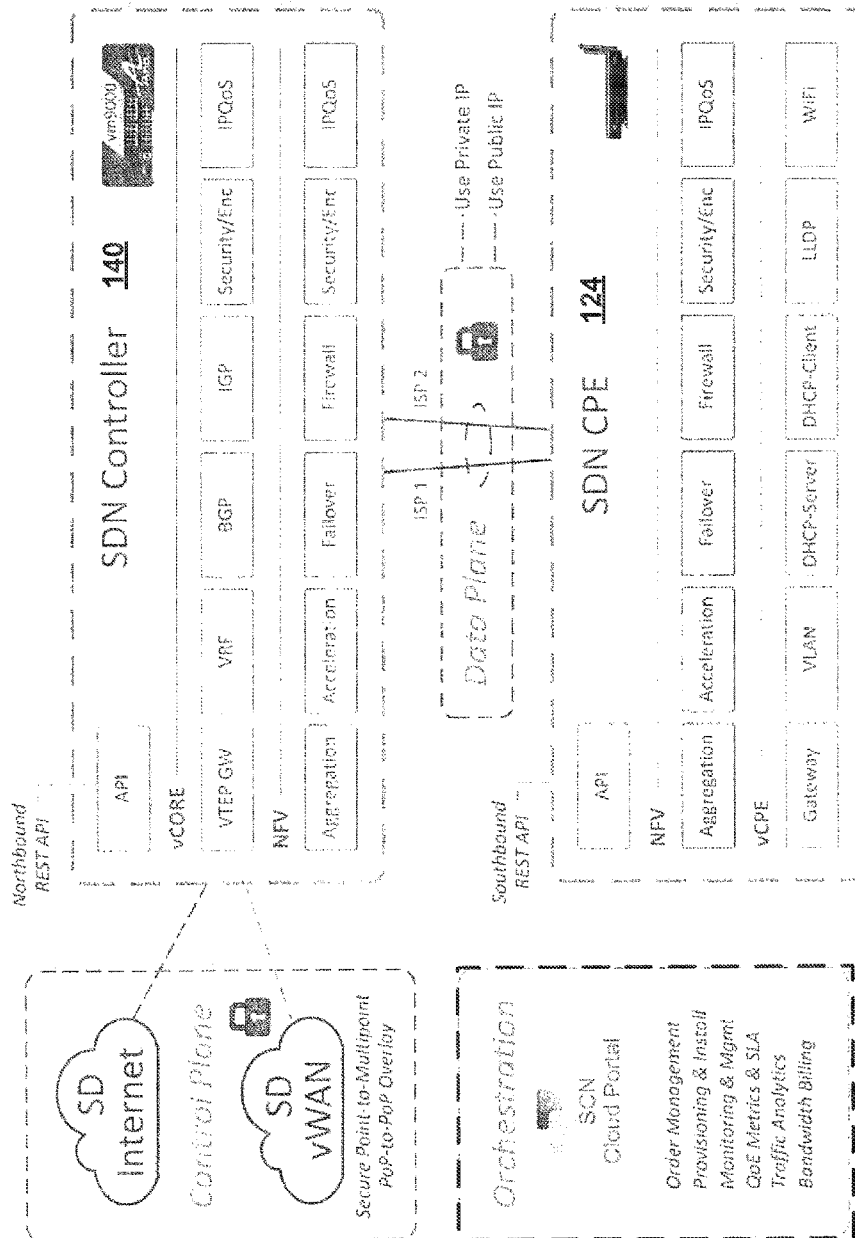 SD
Internet
Control Plane
SD
vWAN
Secure Point-to-Multipoint
PoP-to-PoP Overlay
Northbound
REST API
SDN Controller 140
vm9000
API
vCORE
VTEP GW
VRF
BGP
IGP
Security/Enc
IPQoS
NFV
Aggregation
Acceleration
Failover
Firewall
Security/Enc
IPQoS
ISP 1
ISP 2
Data Plane
Use Private IP
Use Public IP
Orchestration
SCN
Cloud Portal
Order Management
Provisioning & Install
Monitoring & Mgmt
QoE Metrics & SLA
Traffic Analytics
Bandwidth Billing
Southbound
REST API
SDN CPE 124
API
NFV
Aggregation
Acceleration
Failover
Firewall
Security/Enc
IPQoS
vCPE
Gateway
VLAN
DHCP-Server
DHCP-Client
LLDP
WiFi